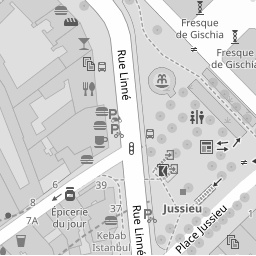 Fresque
de Gischia
Fresque
de Gischia
Rue Linné
8
6
39
37
7A
Épicerie
du jour
Kebab
Istanbul
Rue Linné
Jussieu
Place Jussieu